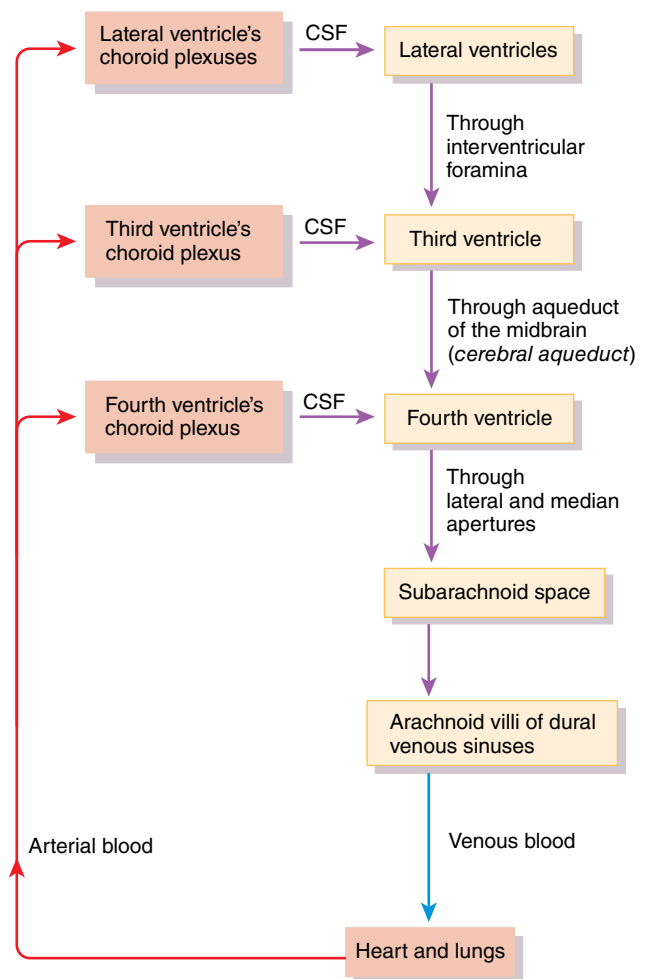 Lateral ventricle's
choroid plexuses
CSF
Lateral ventricles
Through
interventricular
foramina
Third ventricle's
choroid plexus
CSF
Third ventricle
Through aqueduct
of the midbrain
(cerebral aqueduct)
Fourth ventricle's
choroid plexus
CSF
Fourth ventricle
Through
lateral and median
apertures
Subarachnoid space
Arachnoid villi of dural
venous sinuses
Arterial blood
Venous blood
Heart and lungs